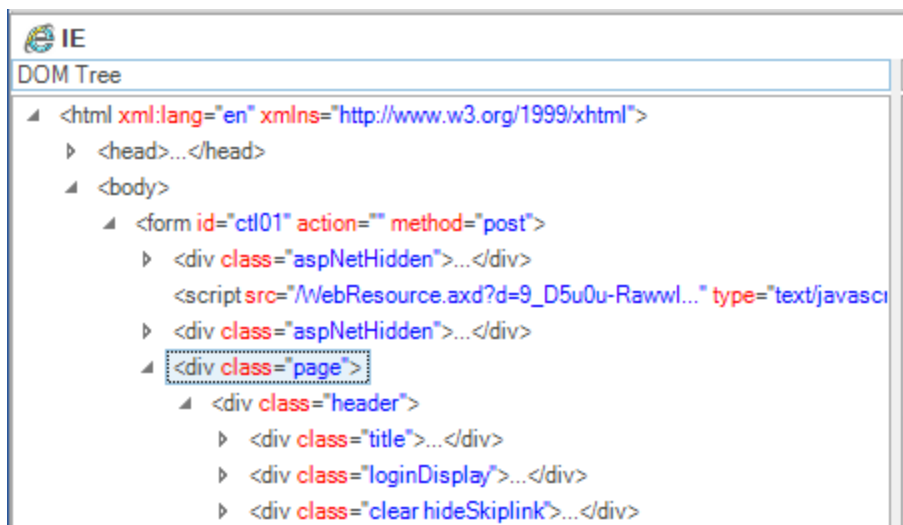 IE
DOM Tree
<html xml:lang="en" xmlns="http://www.w3.org/1999/xhtml">
<head>...</head>
<body>
<form id="ctl01" action="" method="post">
<div class="aspNetHidden">...</div>
<script src="/WebResource.axd?d=9_D5u0u-Rawwl..." type="text/javascr
<div class="aspNetHidden">...</div>
<div class="page">
<div class="header">
<div class="title">...</div>
<div class="loginDisplay">...</div>
<div class="clear hideSkiplink">...</div>